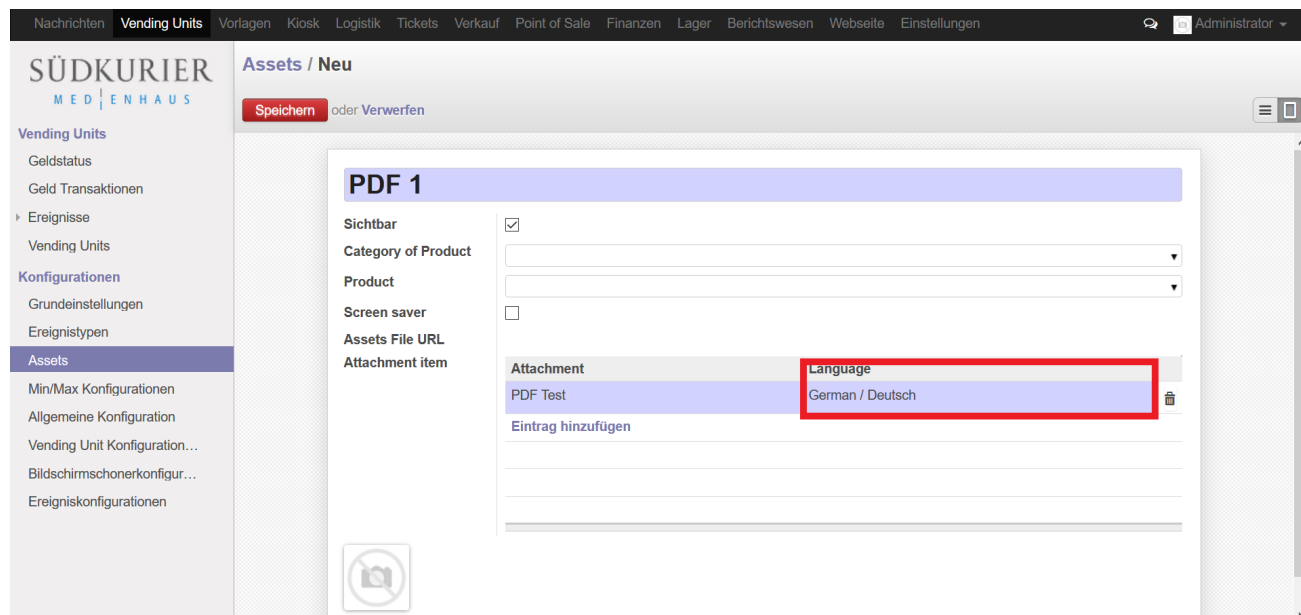 Nachrichten Vending Units Vorlagen Kiosk Logistik Tickets Verkauf Point of Sale Finanzen Lager Berichtswesen Webseite Einstellungen Administrator
SÜDKURIER
MEDIENHAUS
Vending Units
Geldstatus
Geld Transaktionen
Ereignisse
Vending Units
Konfigurationen
Grundeinstellungen
Ereignistypen
Assets
Min/Max Konfigurationen
Allgemeine Konfiguration
Vending Unit Konfiguration…
Bildschirmschonerkonfigur…
Ereigniskonfigurationen
Assets / Neu
Speichern oder Verwerfen
PDF 1
Sichtbar
Category of Product
Product
Screen saver
Assets File URL
Attachment item
Attachment Language
PDF Test German / Deutsch
Eintrag hinzufügen